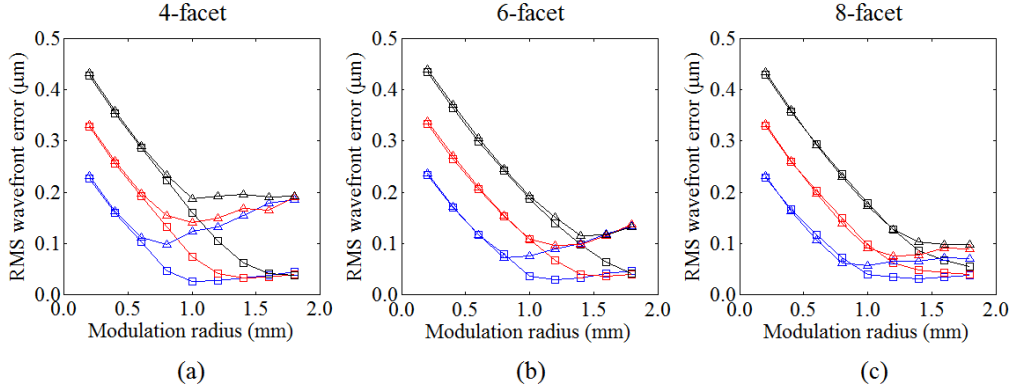 4-facet
6-facet
8-facet
RMS wavefront error (μm)
0.5
0.4
0.3
0.2
0.1
0.0
0.0 0.5 1.0 1.5 2.0
Modulation radius (mm)
(a)
RMS wavefront error (μm)
0.5
0.4
0.3
0.2
0.1
0.0
0.0 0.5 1.0 1.5 2.0
Modulation radius (mm)
(b)
RMS wavefront error (μm)
0.5
0.4
0.3
0.2
0.1
0.0
0.0 0.5 1.0 1.5 2.0
Modulation radius (mm)
(c)